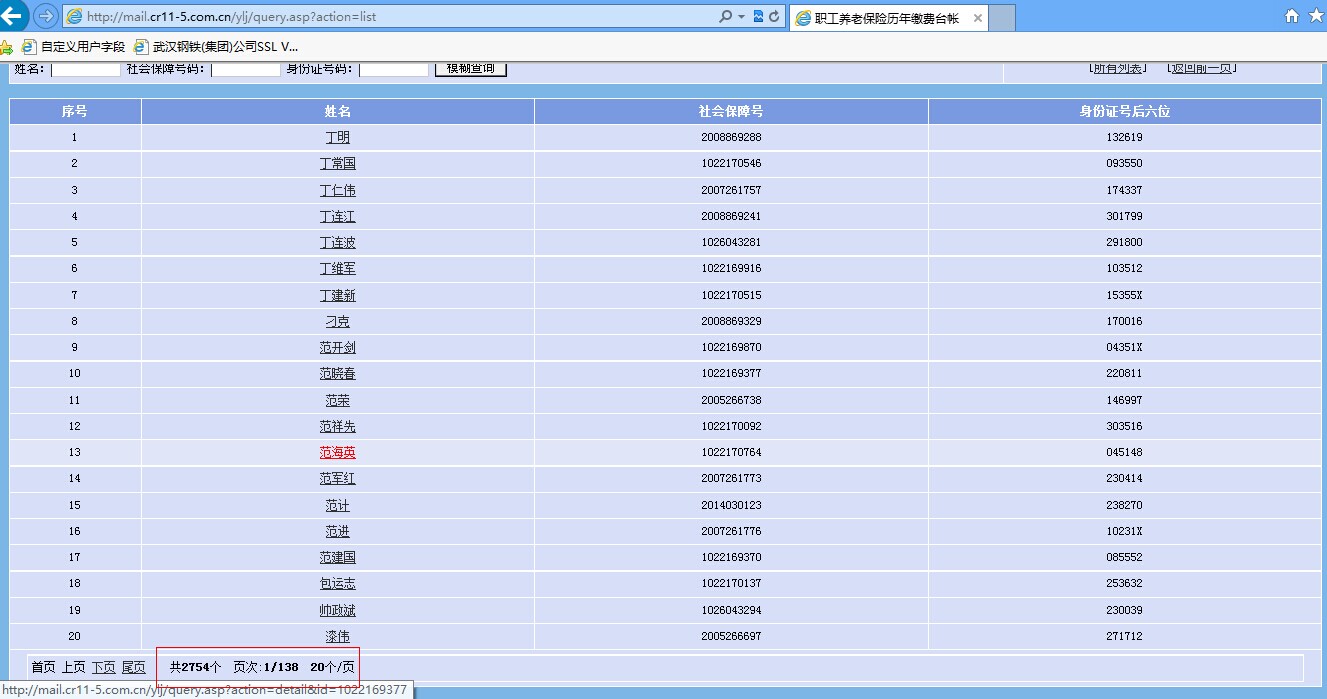 http://mail.cr11-5.com.cn/ylj/query.asp?action=list
职工养老保险历年缴费台帐
自定义用户字段 武汉钢铁(集团)公司SSL V...
姓名: 社会保障号码: 身份证号码: 模糊查询 [所有列表] [返回前一页]
序号 姓名 社会保障号 身份证号后六位
1 丁明 2008869288 132619
2 丁常国 1022170546 093550
3 丁仁伟 2007261757 174337
4 丁连江 2008869241 301799
5 丁连波 1026043281 291800
6 丁维军 1022169916 103512
7 丁建新 1022170515 15355X
8 刁克 2008869329 170016
9 范开剑 1022169870 04351X
10 范晓春 1022169377 220811
11 范荣 2005266738 146997
12 范祥先 1022170092 303516
13 范海英 1022170764 045148
14 范军红 2007261773 230414
15 范计 2014030123 238270
16 范进 2007261776 10231X
17 范建国 1022169370 085552
18 包运志 1022170137 253632
19 帅政斌 1026043294 230039
20 漆伟 2005266697 271712
首页 上页 下页 尾页 共2754个 页次:1/138 20个/页
http://mail.cr11-5.com.cn/ylj/query.asp?action=detail&id=1022169377